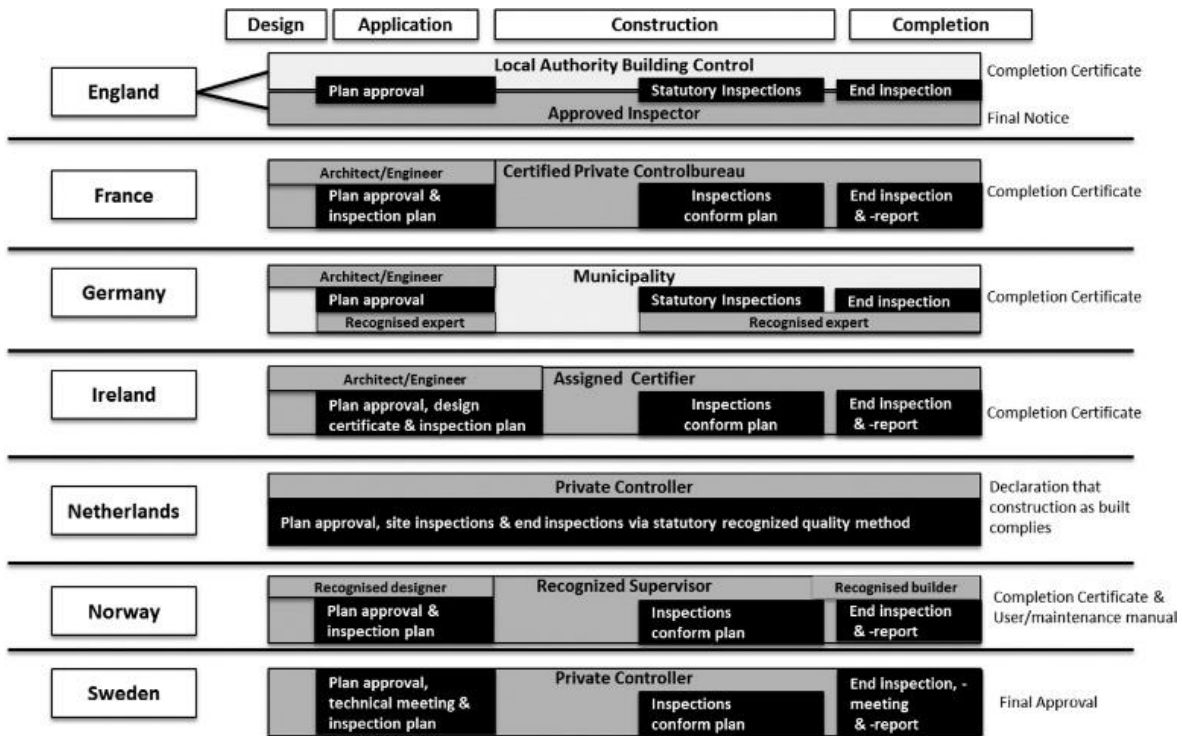 Design
Application
Construction
Completion
England
Local Authority Building Control
Plan approval
Statutory Inspections
End inspection
Approved Inspector
Completion Certificate
Final Notice
France
Architect/Engineer
Certified Private Controlbureau
Plan approval &
inspection plan
Inspections
conform plan
End inspection
& -report
Completion Certificate
Germany
Architect/Engineer
Municipality
Plan approval
Statutory Inspections
End inspection
Recognised expert
Recognised expert
Completion Certificate
Ireland
Architect/Engineer
Assigned Certifier
Plan approval, design
certificate & inspection plan
Inspections
conform plan
End inspection
& -report
Completion Certificate
Netherlands
Private Controller
Plan approval, site inspections & end inspections via statutory recognized quality method
Declaration that
construction as built
complies
Norway
Recognised designer
Recognized Supervisor
Recognised builder
Plan approval &
inspection plan
Inspections
conform plan
End inspection
& -report
Completion Certificate &
User/maintenance manual
Sweden
Plan approval,
technical meeting &
inspection plan
Private Controller
Inspections
conform plan
End inspection, -
meeting
& -report
Final Approval